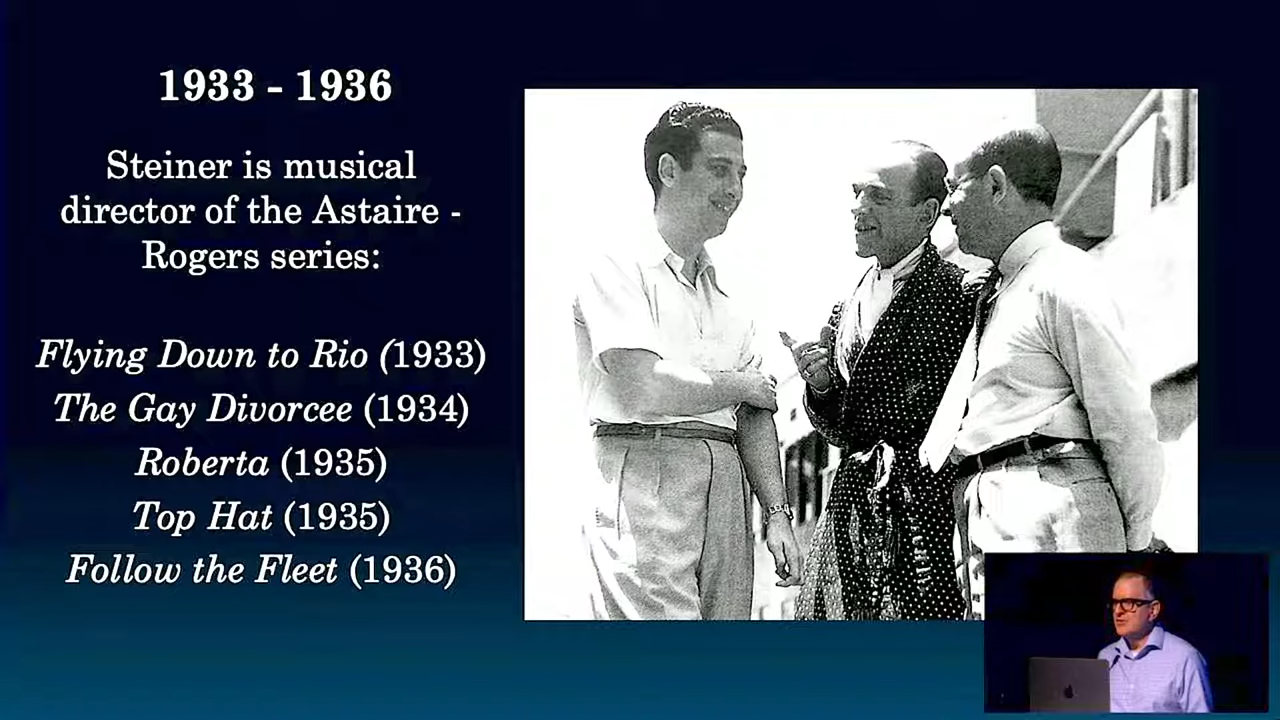 1933 - 1936
Steiner is musical
director of the Astaire -
Rogers series:
Flying Down to Rio (1933)
The Gay Divorcee (1934)
Roberta (1935)
Top Hat (1935)
Follow the Fleet (1936)